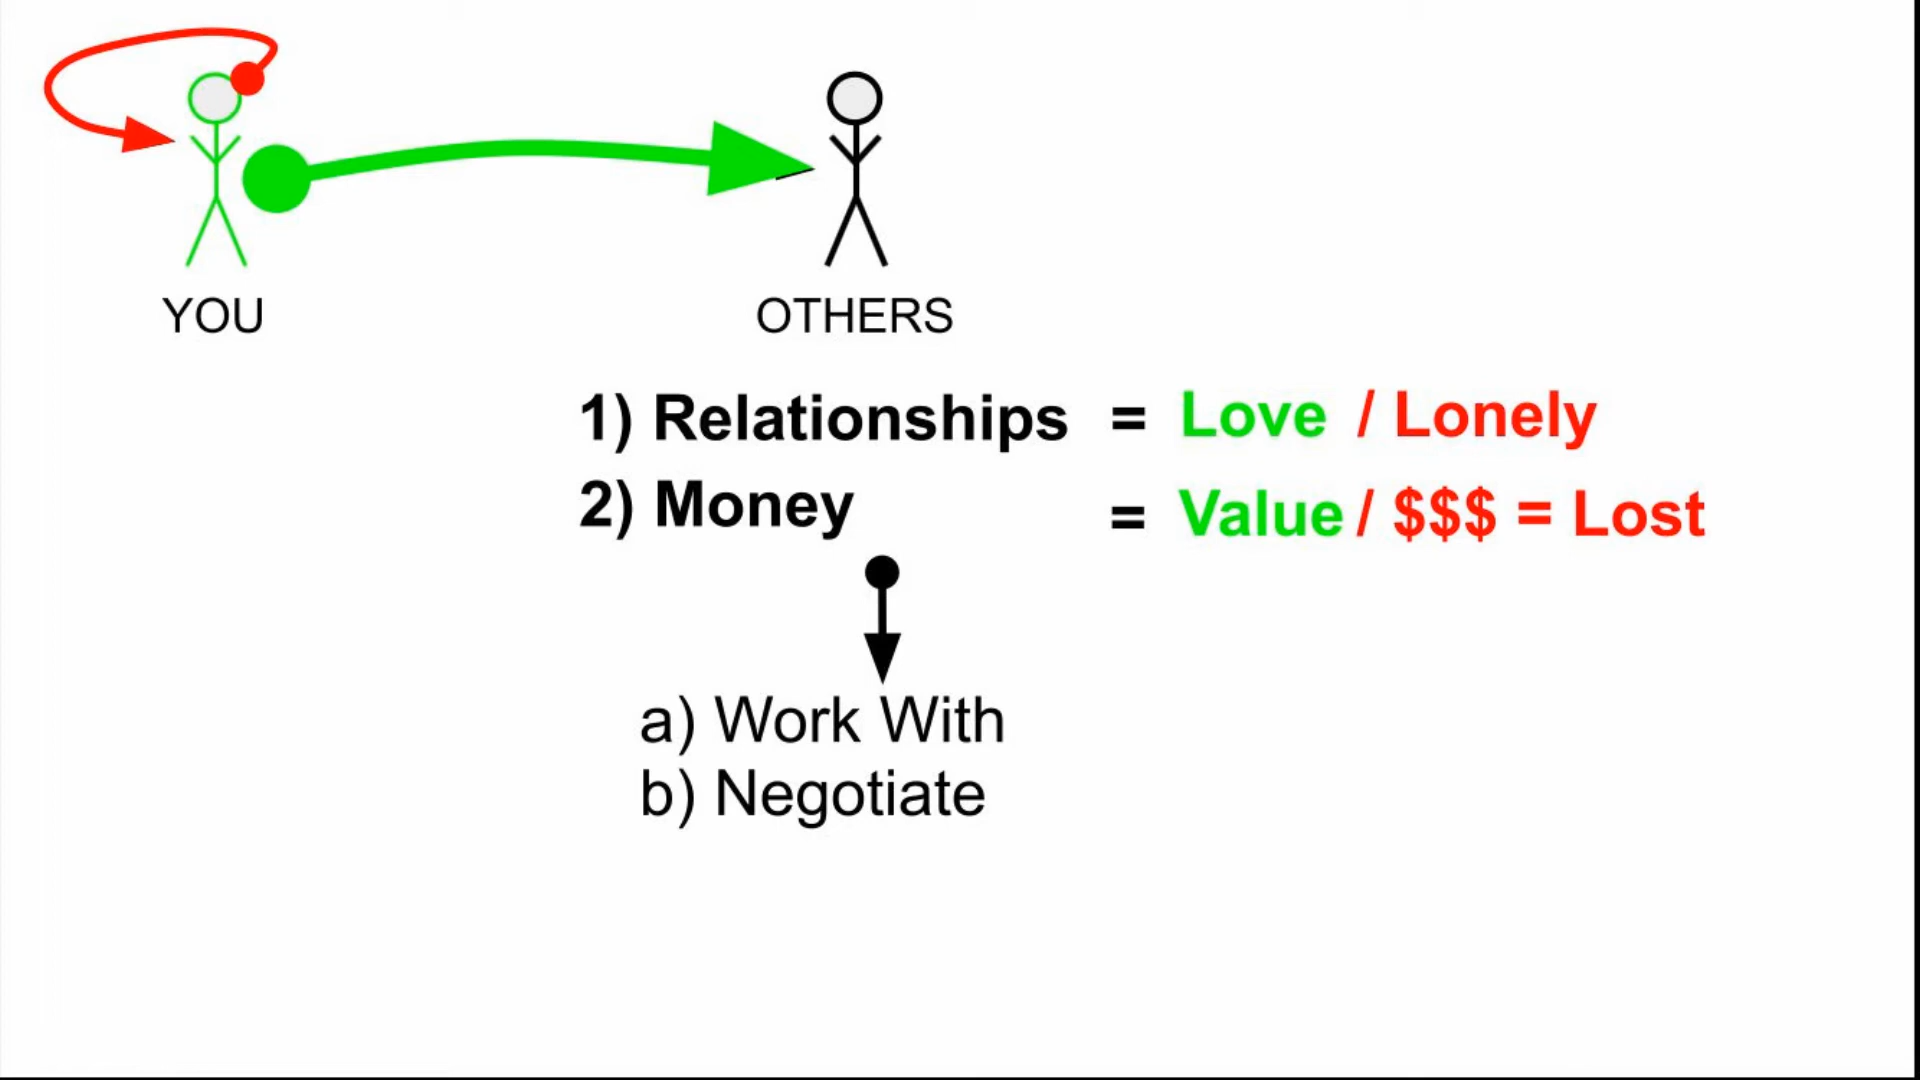 YOU
OTHERS
1) Relationships = Love / Lonely
2) Money = Value / $$$ = Lost
a) Work With
b) Negotiate